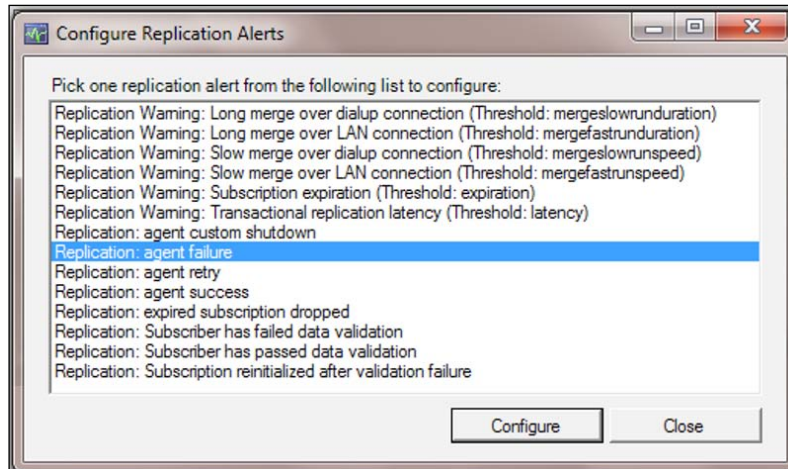 Configure Replication Alerts
Pick one replication alert from the following list to configure:
Replication Warning: Long merge over dialup connection (Threshold: mergeslowrunduration)
Replication Warning: Long merge over LAN connection (Threshold: mergefastrunduration)
Replication Warning: Slow merge over dialup connection (Threshold: mergeslowrunspeed)
Replication Warning: Slow merge over LAN connection (Threshold: mergefastrunspeed)
Replication Warning: Subscription expiration (Threshold: expiration)
Replication Warning: Transactional replication latency (Threshold: latency)
Replication: agent custom shutdown
Replication: agent failure
Replication: agent retry
Replication: agent success
Replication: expired subscription dropped
Replication: Subscriber has failed data validation
Replication: Subscriber has passed data validation
Replication: Subscription reinitialized after validation failure
Configure Close